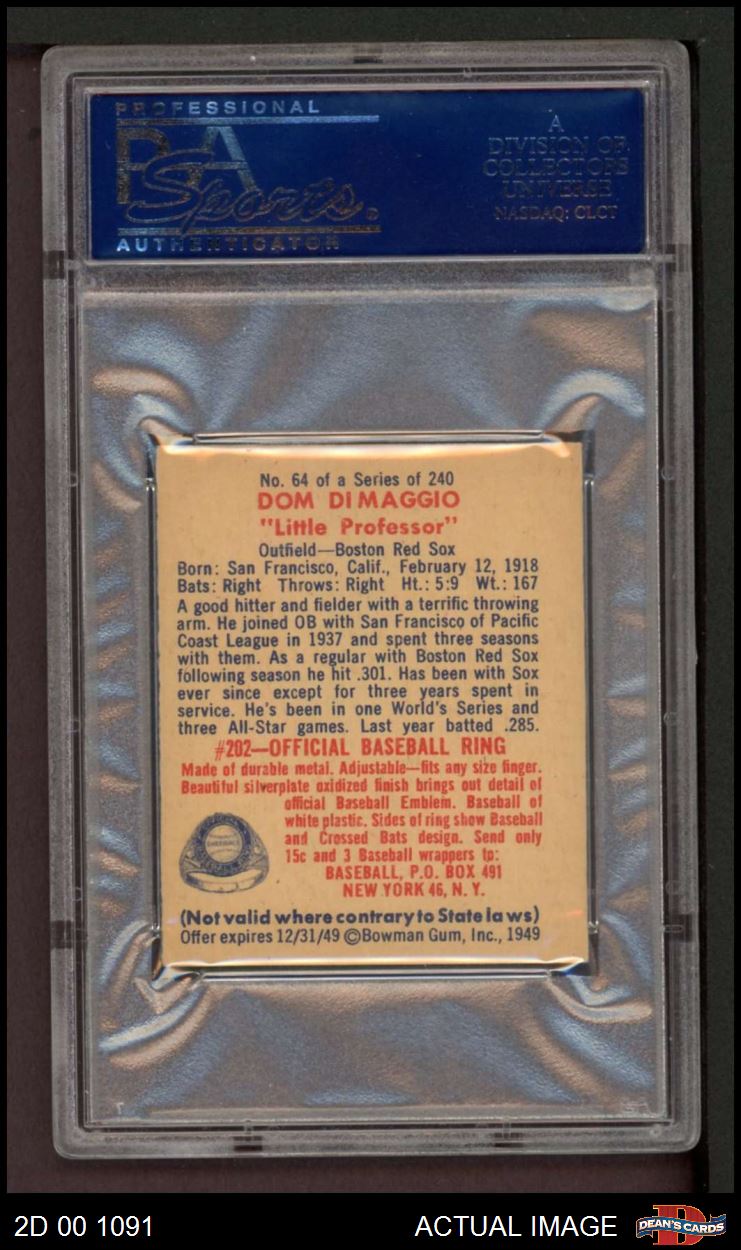 PROFESSIONAL
PSA
Sports
AUTHENTICATOR
A
DIVISION OF
COLLECTORS
UNIVERSE
NASDAQ: CLCT
No. 64 of a Series of 240
DOM DI MAGGIO
"Little Professor"
Outfield—Boston Red Sox
Born: San Francisco, Calif., February 12, 1918
Bats: Right Throws: Right Ht.: 5:9 Wt.: 167
A good hitter and fielder with a terrific throwing
arm. He joined OB with San Francisco of Pacific
Coast League in 1937 and spent three seasons
with them. As a regular with Boston Red Sox
following season he hit .301. Has been with Sox
ever since except for three years spent in
service. He's been in one World's Series and
three All-Star games. Last year batted .285.
#202—OFFICIAL BASEBALL RING
Made of durable metal. Adjustable—fits any size finger.
Beautiful silverplate oxidized finish brings out detail of
official Baseball Emblem. Baseball of
white plastic. Sides of ring show Baseball
and Crossed Bats design. Send only
15c and 3 Baseball wrappers to:
BASEBALL, P.O. BOX 491
NEW YORK 46, N. Y.
(Not valid where contrary to State laws)
Offer expires 12/31/49 ©Bowman Gum, Inc., 1949
2D 00 1091
ACTUAL IMAGE
DEAN'S CARDS